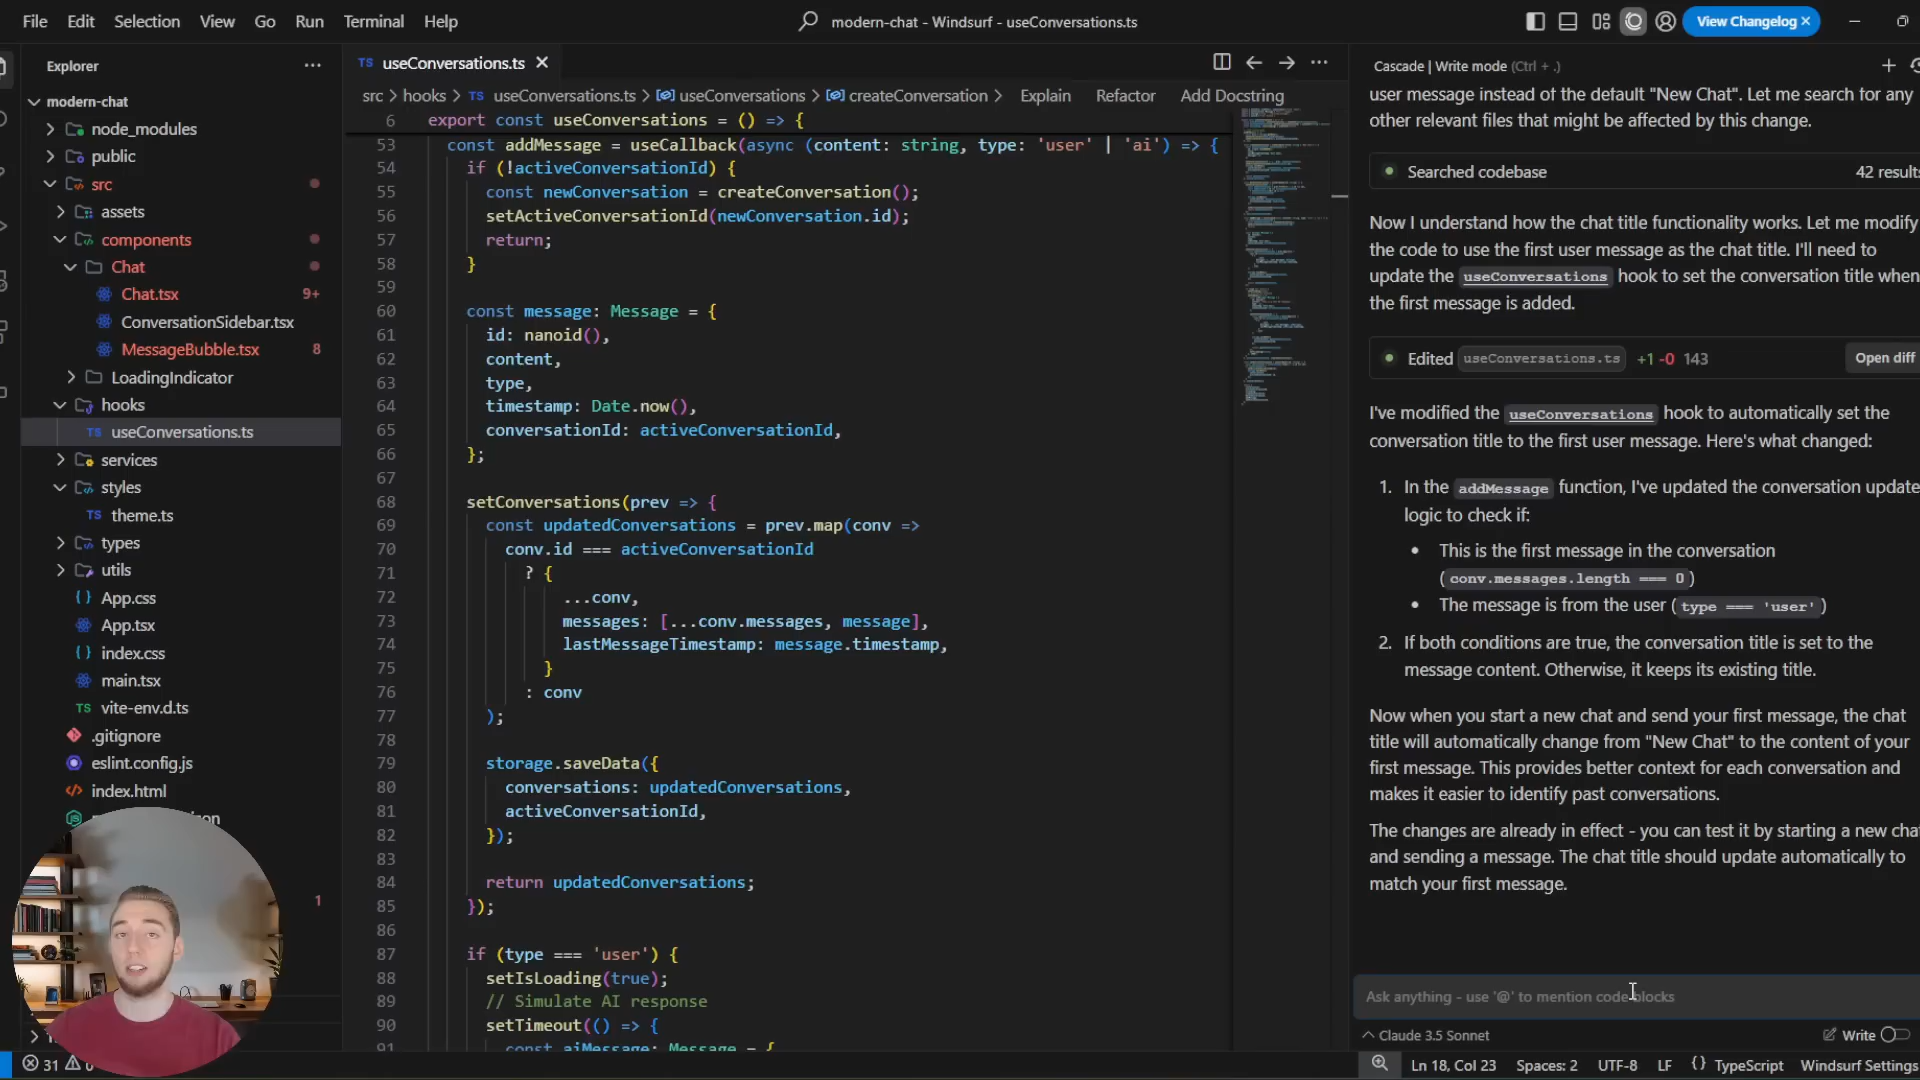 File Edit Selection View Go Run Terminal Help
modern-chat - Windsurf - useConversations.ts
View Changelog ×
Explorer
modern-chat
node_modules
public
src
assets
components
Chat
Chat.tsx 9+
ConversationSidebar.tsx
MessageBubble.tsx 8
LoadingIndicator
hooks
TS useConversations.ts
services
styles
TS theme.ts
types
utils
App.css
App.tsx
index.css
main.tsx
TS vite-env.d.ts
.gitignore
eslint.config.js
index.html
1
31
TS useConversations.ts
src > hooks > TS useConversations.ts > useConversations > createConversation > Explain Refactor Add Docstring
6 export const useConversations = () => {
53 const addMessage = useCallback(async (content: string, type: 'user' | 'ai') => {
54 if (!activeConversationId) {
55 const newConversation = createConversation();
56 setActiveConversationId(newConversation.id);
57 return;
58 }
59
60 const message: Message = {
61 id: nanoid(),
62 content,
63 type,
64 timestamp: Date.now(),
65 conversationId: activeConversationId,
66 };
67
68 setConversations(prev => {
69 const updatedConversations = prev.map(conv =>
70 conv.id === activeConversationId
71 ? {
72 ...conv,
73 messages: [...conv.messages, message],
74 lastMessageTimestamp: message.timestamp,
75 }
76 : conv
77 );
78
79 storage.saveData({
80 conversations: updatedConversations,
81 activeConversationId,
82 });
83
84 return updatedConversations;
85 });
86
87 if (type === 'user') {
88 setIsLoading(true);
89 // Simulate AI response
90 setTimeout(() => {
91 const aiMessage: Message = {
Cascade | Write mode (Ctrl + .)
user message instead of the default "New Chat". Let me search for any
other relevant files that might be affected by this change.
Searched codebase 42 results
Now I understand how the chat title functionality works. Let me modify
the code to use the first user message as the chat title. I'll need to
update the useConversations hook to set the conversation title when
the first message is added.
Edited useConversations.ts +1 -0 143 Open diff
I've modified the useConversations hook to automatically set the
conversation title to the first user message. Here's what changed:
1. In the addMessage function, I've updated the conversation update
logic to check if:
• This is the first message in the conversation
(conv.messages.length === 0)
• The message is from the user (type === 'user')
2. If both conditions are true, the conversation title is set to the
message content. Otherwise, it keeps its existing title.
Now when you start a new chat and send your first message, the chat
title will automatically change from "New Chat" to the content of your
first message. This provides better context for each conversation and
makes it easier to identify past conversations.
The changes are already in effect - you can test it by starting a new chat
and sending a message. The chat title should update automatically to
match your first message.
Ask anything - use '@' to mention code blocks
Claude 3.5 Sonnet
Write
Ln 18, Col 23 Spaces: 2 UTF-8 LF {} TypeScript Windsurf Settings